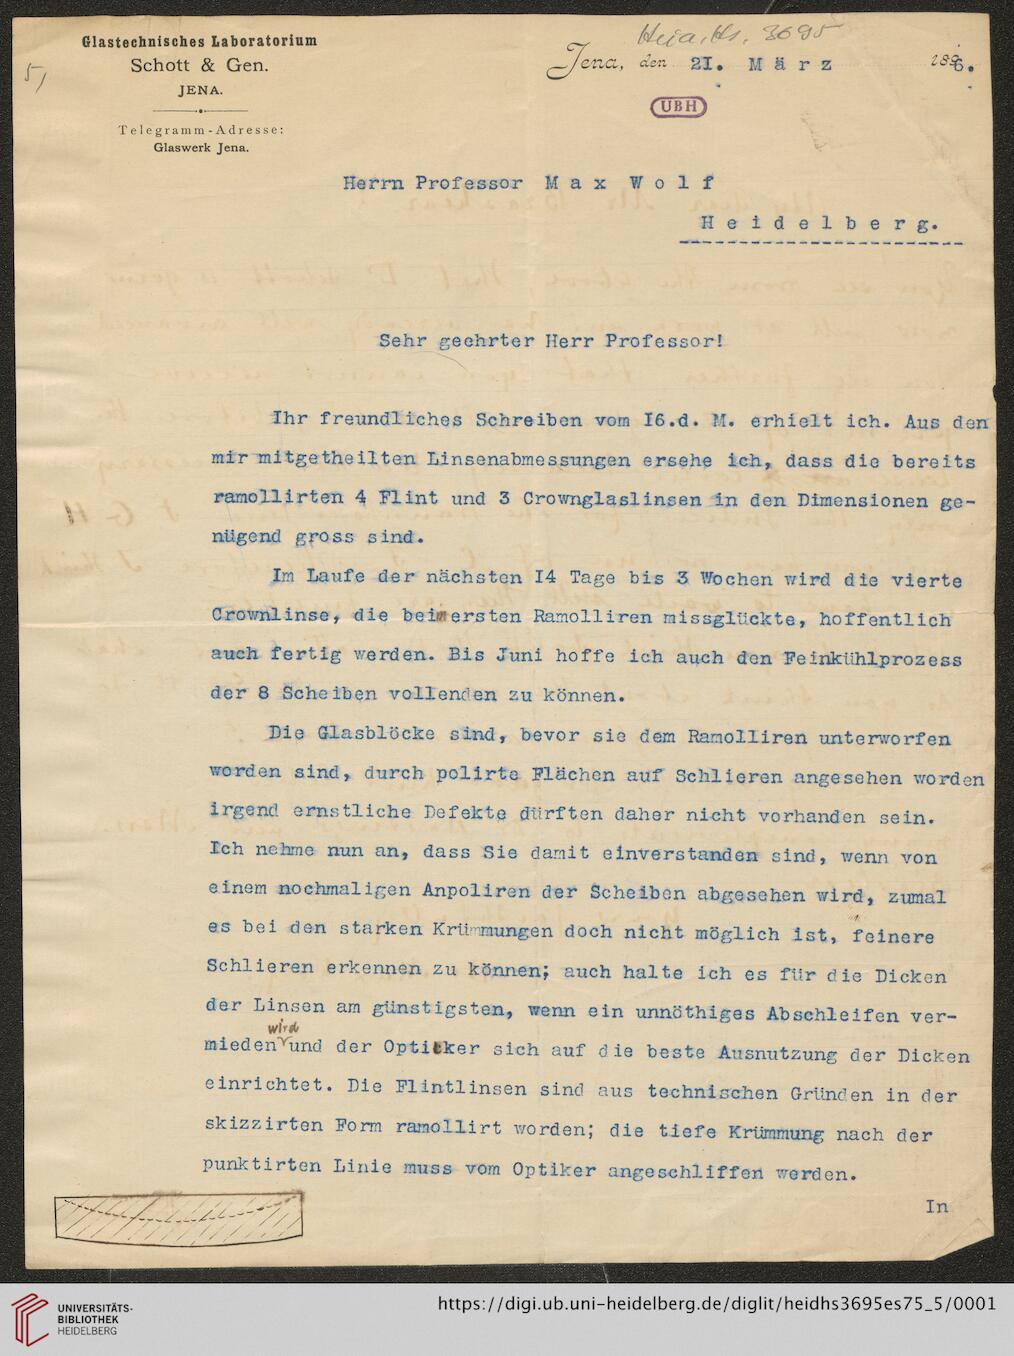 Glastechnisches Laboratorium
Schott & Gen.
JENA.
Telegramm-Adresse:
Glaswerk Jena.
5)
Heid. Hs. 3695
Jena, den 21. März 1896.
UBH
Herrn Professor Max Wolf
Heidelberg.
Sehr geehrter Herr Professor!
Ihr freundliches Schreiben vom I6.d. M. erhielt ich. Aus den
mir mitgetheilten Linsenabmessungen ersehe ich, dass die bereits
ramollirten 4 Flint und 3 Crownglaslinsen in den Dimensionen ge-
nügend gross sind.
Im Laufe der nächsten I4 Tage bis 3 Wochen wird die vierte
Crownlinse, die beim ersten Ramolliren missglückte, hoffentlich
auch fertig werden. Bis Juni hoffe ich auch den Feinkühlprozess
der 8 Scheiben vollenden zu können.
Die Glasblöcke sind, bevor sie dem Ramolliren unterworfen
worden sind, durch polirte Flächen auf Schlieren angesehen worden
irgend ernstliche Defekte dürften daher nicht vorhanden sein.
Ich nehme nun an, dass Sie damit einverstanden sind, wenn von
einem nochmaligen Anpoliren der Scheiben abgesehen wird, zumal
es bei den starken Krümmungen doch nicht möglich ist, feinere
Schlieren erkennen zu können; auch halte ich es für die Dicken
der Linsen am günstigsten, wenn ein unnöthiges Abschleifen ver-
mieden wird und der Optiker sich auf die beste Ausnutzung der Dicken
einrichtet. Die Flintlinsen sind aus technischen Gründen in der
skizzirten Form ramollirt worden; die tiefe Krümmung nach der
punktirten Linie muss vom Optiker angeschliffen werden.
In
UNIVERSITÄTS-
BIBLIOTHEK
HEIDELBERG
https://digi.ub.uni-heidelberg.de/diglit/heidhs3695es75_5/0001